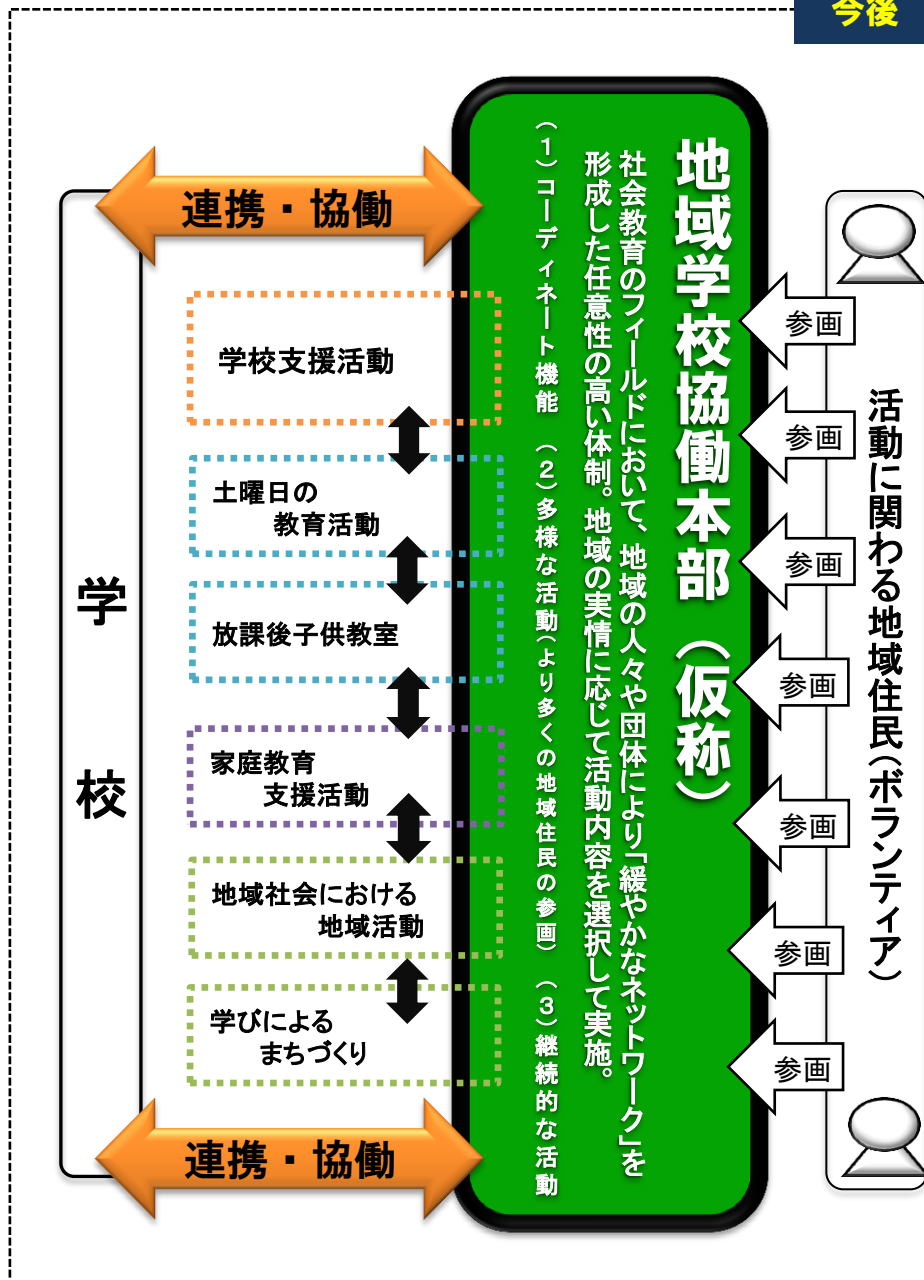 今後
地域学校協働本部（仮称）
社会教育のフィールドにおいて、地域の人々や団体により「緩やかなネットワーク」を
形成した任意性の高い体制。地域の実情に応じて活動内容を選択して実施。
（１）コーディネート機能　（２）多様な活動（より多くの地域住民の参画）　（３）継続的な活動
連携・協働
学校支援活動
土曜日の
教育活動
放課後子供教室
家庭教育
支援活動
地域社会における
地域活動
学びによる
まちづくり
連携・協働
学校
参画
参画
参画
参画
参画
参画
参画
活動に関わる地域住民（ボランティア）